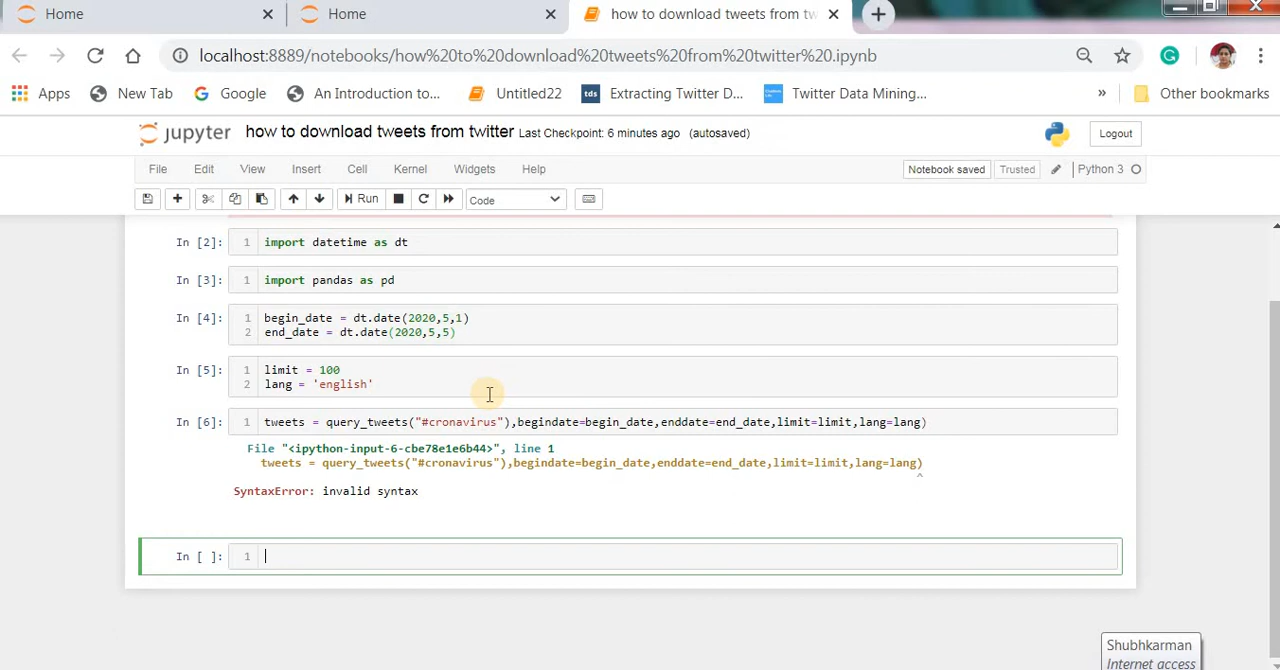 Home
Home
how to download tweets from tw
localhost:8889/notebooks/how%20to%20download%20tweets%20from%20twitter%20.ipynb
Apps New Tab Google An Introduction to... Untitled22 tds Extracting Twitter D... Twitter Data Mining... » Other bookmarks
jupyter how to download tweets from twitter Last Checkpoint: 6 minutes ago (autosaved) Logout
File Edit View Insert Cell Kernel Widgets Help Notebook saved Trusted Python 3
Run Code
In [2]: 1 import datetime as dt
In [3]: 1 import pandas as pd
In [4]: 1 begin_date = dt.date(2020,5,1)
2 end_date = dt.date(2020,5,5)
In [5]: 1 limit = 100
2 lang = 'english'
In [6]: 1 tweets = query_tweets("#cronavirus"),begindate=begin_date,enddate=end_date,limit=limit,lang=lang)
File "<ipython-input-6-cbe78e1e6b44>", line 1
tweets = query_tweets("#cronavirus"),begindate=begin_date,enddate=end_date,limit=limit,lang=lang)
^
SyntaxError: invalid syntax
In [ ]: 1
Shubhkarman
Internet access